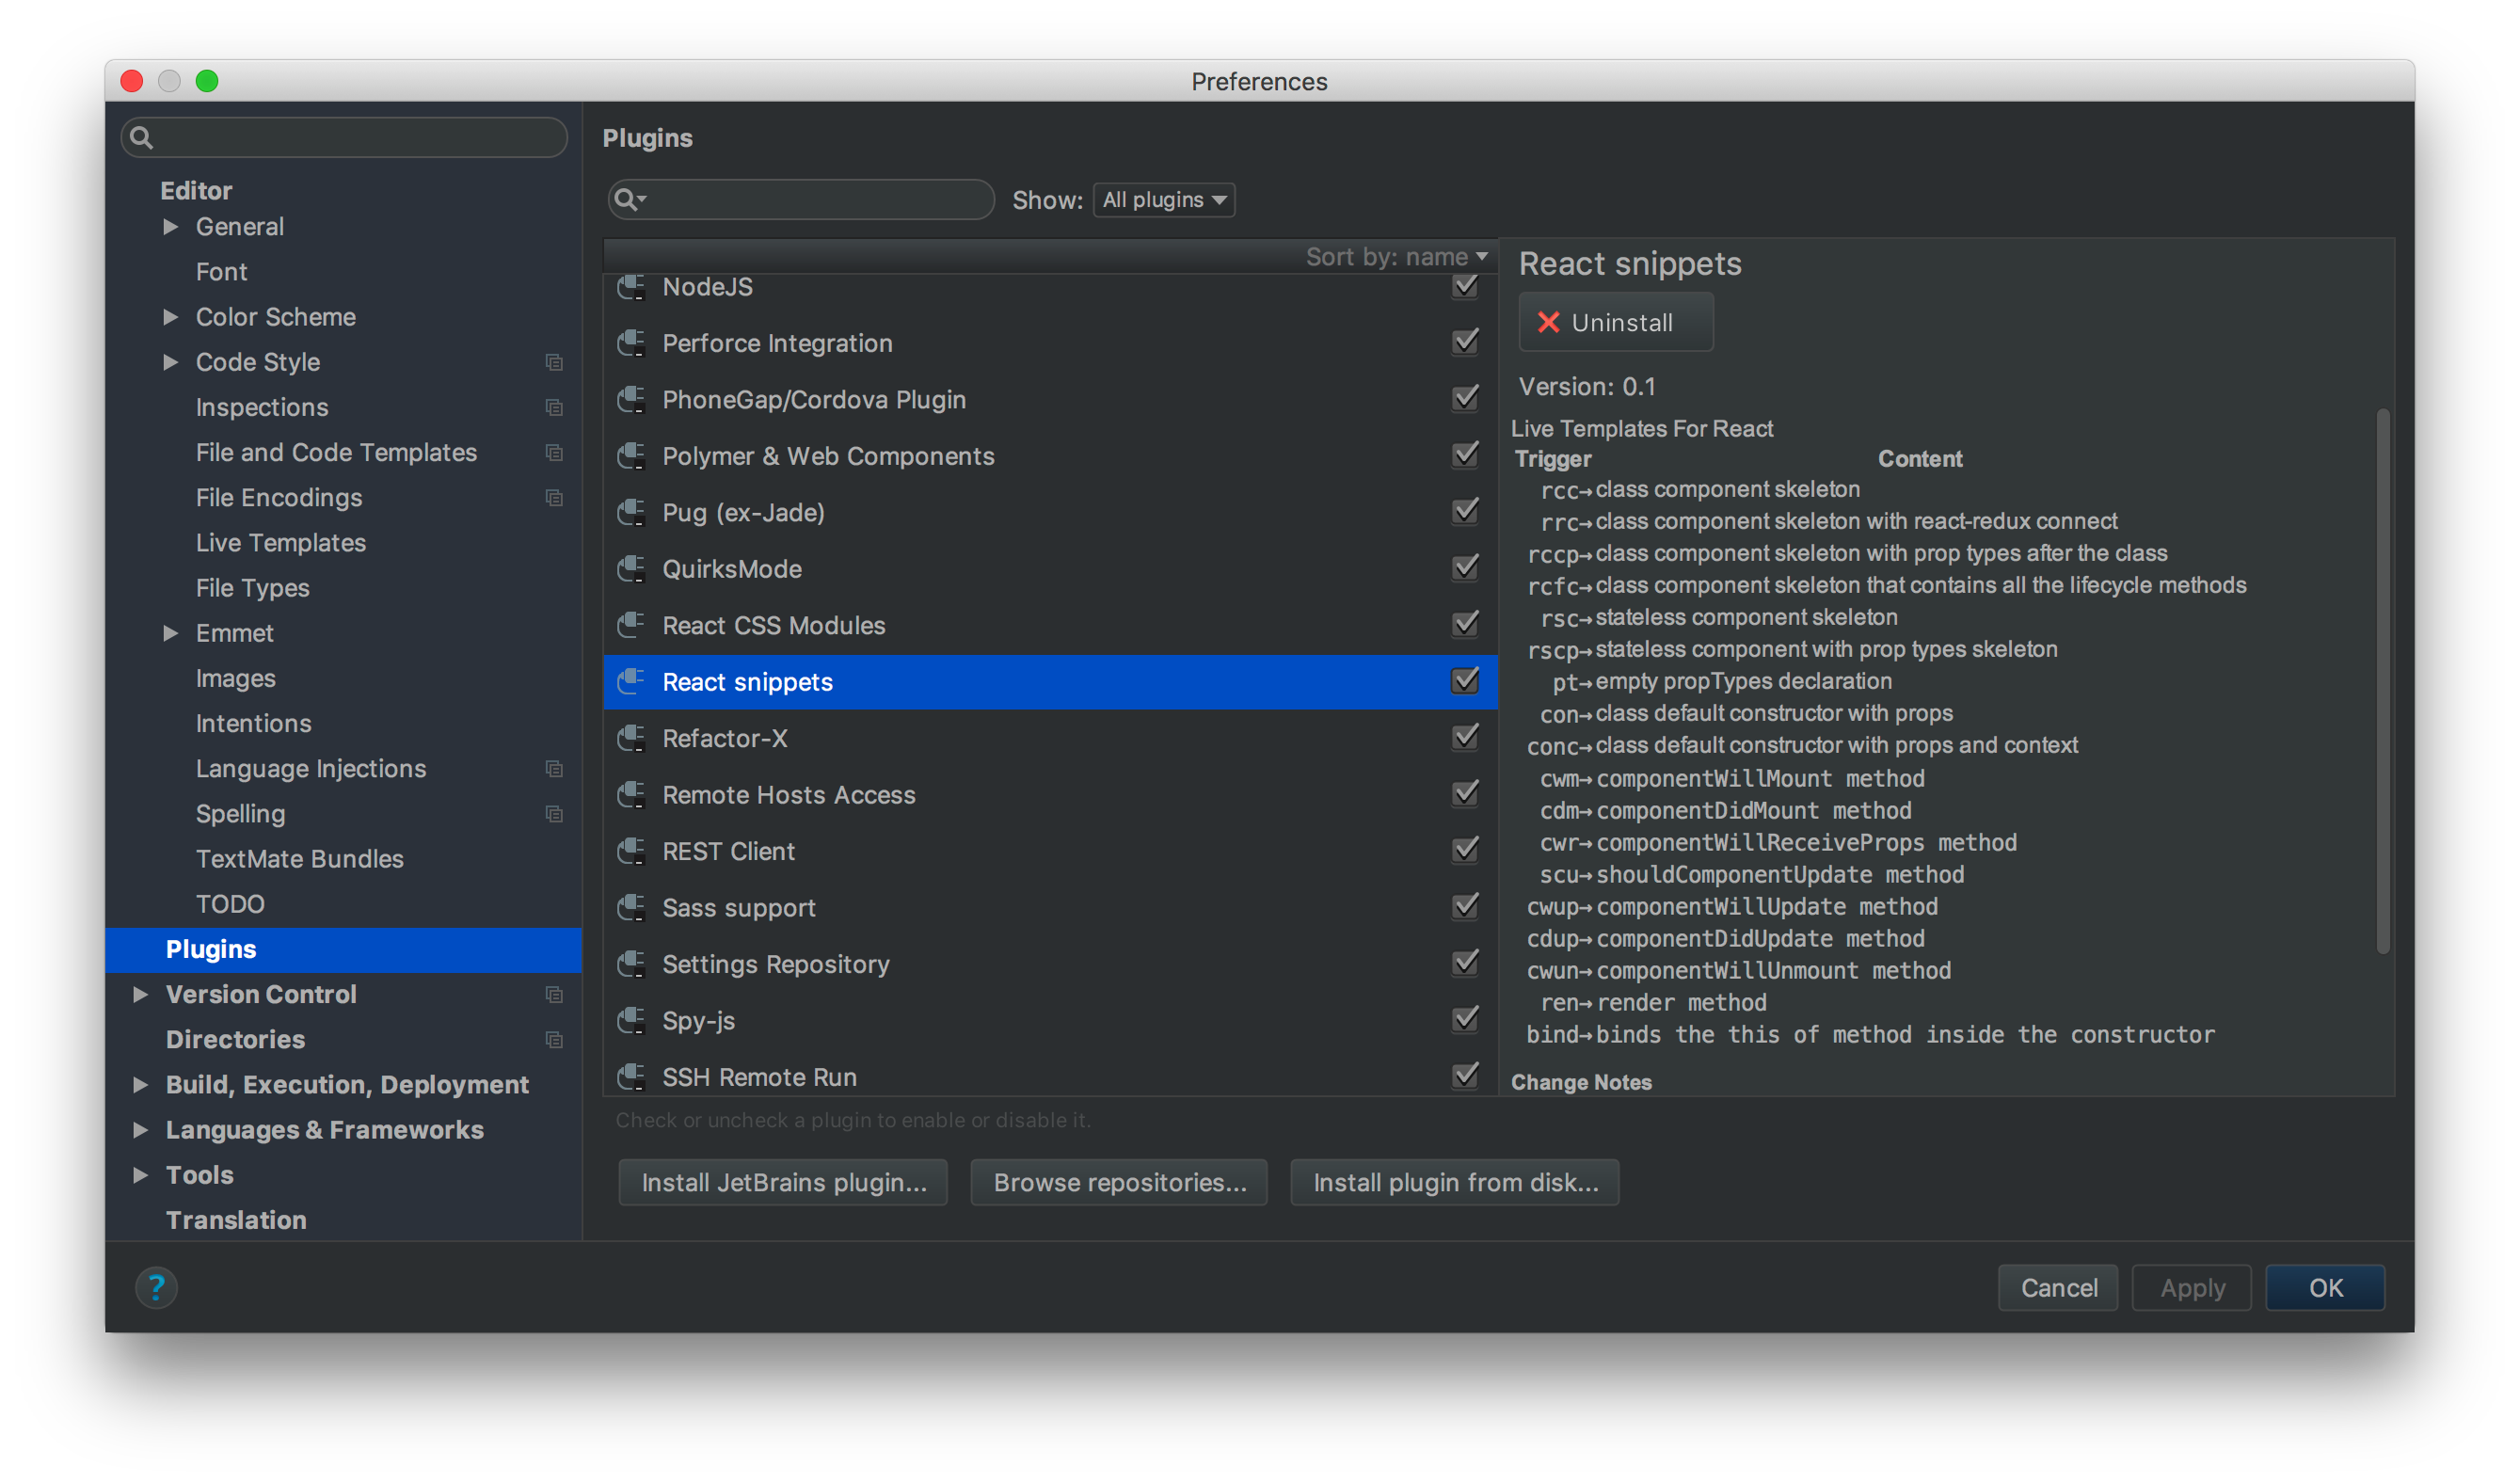 Preferences
Editor
General
Font
Color Scheme
Code Style
Inspections
File and Code Templates
File Encodings
Live Templates
File Types
Emmet
Images
Intentions
Language Injections
Spelling
TextMate Bundles
TODO
Plugins
Version Control
Directories
Build, Execution, Deployment
Languages & Frameworks
Tools
Translation
Plugins
Show: All plugins
Sort by: name
NodeJS
Perforce Integration
PhoneGap/Cordova Plugin
Polymer & Web Components
Pug (ex-Jade)
QuirksMode
React CSS Modules
React snippets
Refactor-X
Remote Hosts Access
REST Client
Sass support
Settings Repository
Spy-js
SSH Remote Run
Check or uncheck a plugin to enable or disable it.
Install JetBrains plugin...
Browse repositories...
Install plugin from disk...
React snippets
Uninstall
Version: 0.1
Live Templates For React
Trigger Content
rcc→ class component skeleton
rrc→ class component skeleton with react-redux connect
rccp→ class component skeleton with prop types after the class
rcfc→ class component skeleton that contains all the lifecycle methods
rsc→ stateless component skeleton
rscp→ stateless component with prop types skeleton
pt→ empty propTypes declaration
con→ class default constructor with props
conc→ class default constructor with props and context
cwm→ componentWillMount method
cdm→ componentDidMount method
cwr→ componentWillReceiveProps method
scu→ shouldComponentUpdate method
cwup→ componentWillUpdate method
cdup→ componentDidUpdate method
cwun→ componentWillUnmount method
ren→ render method
bind→ binds the this of method inside the constructor
Change Notes
?
Cancel
Apply
OK